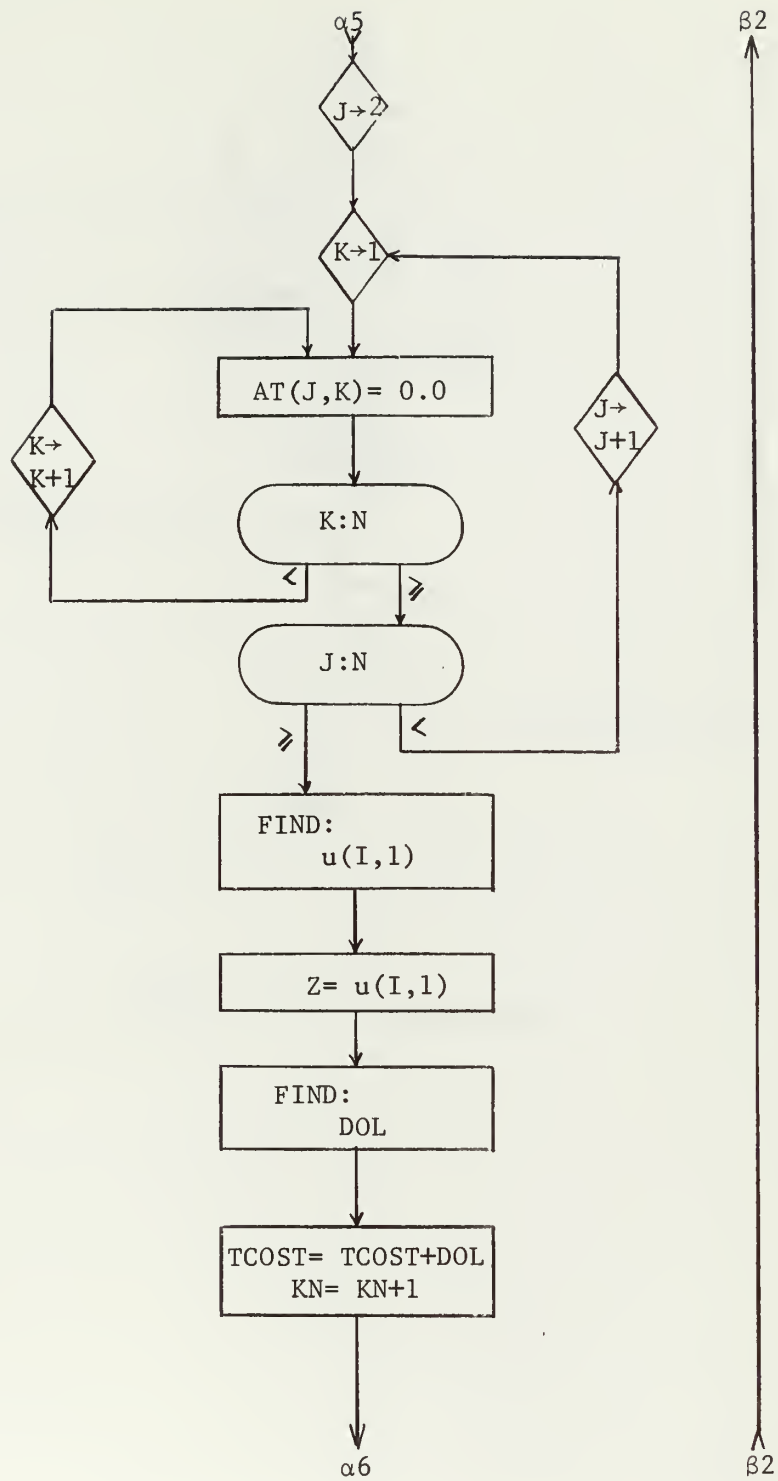 α5
β2
J→2
K→1
AT(J,K)= 0.0
K→
K+1
J→
J+1
K:N
<
⩾
J:N
⩾
<
FIND:
u(I,1)
Z= u(I,1)
FIND:
DOL
TCOST= TCOST+DOL
KN= KN+1
α6
β2